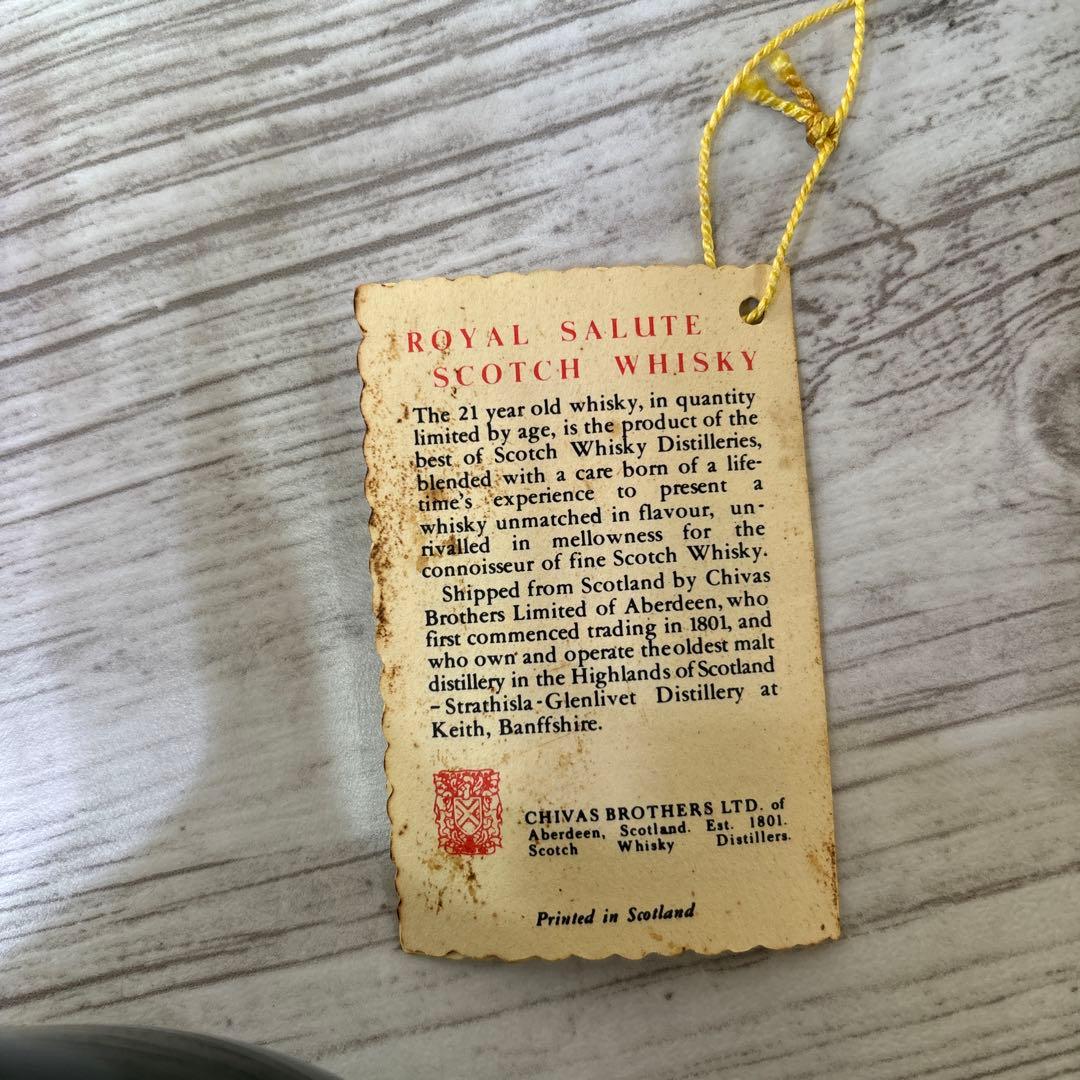 ROYAL SALUTE
SCOTCH WHISKY
The 21 year old whisky, in quantity
limited by age, is the product of the
best of Scotch Whisky Distilleries,
blended with a care born of a life-
time's experience to present a
whisky unmatched in flavour, un-
rivalled in mellowness for the
connoisseur of fine Scotch Whisky.
Shipped from Scotland by Chivas
Brothers Limited of Aberdeen, who
first commenced trading in 1801, and
who own and operate the oldest malt
distillery in the Highlands of Scotland
– Strathisla-Glenlivet Distillery at
Keith, Banffshire.
CHIVAS BROTHERS LTD. of
Aberdeen, Scotland. Est. 1801.
Scotch Whisky Distillers.
Printed in Scotland